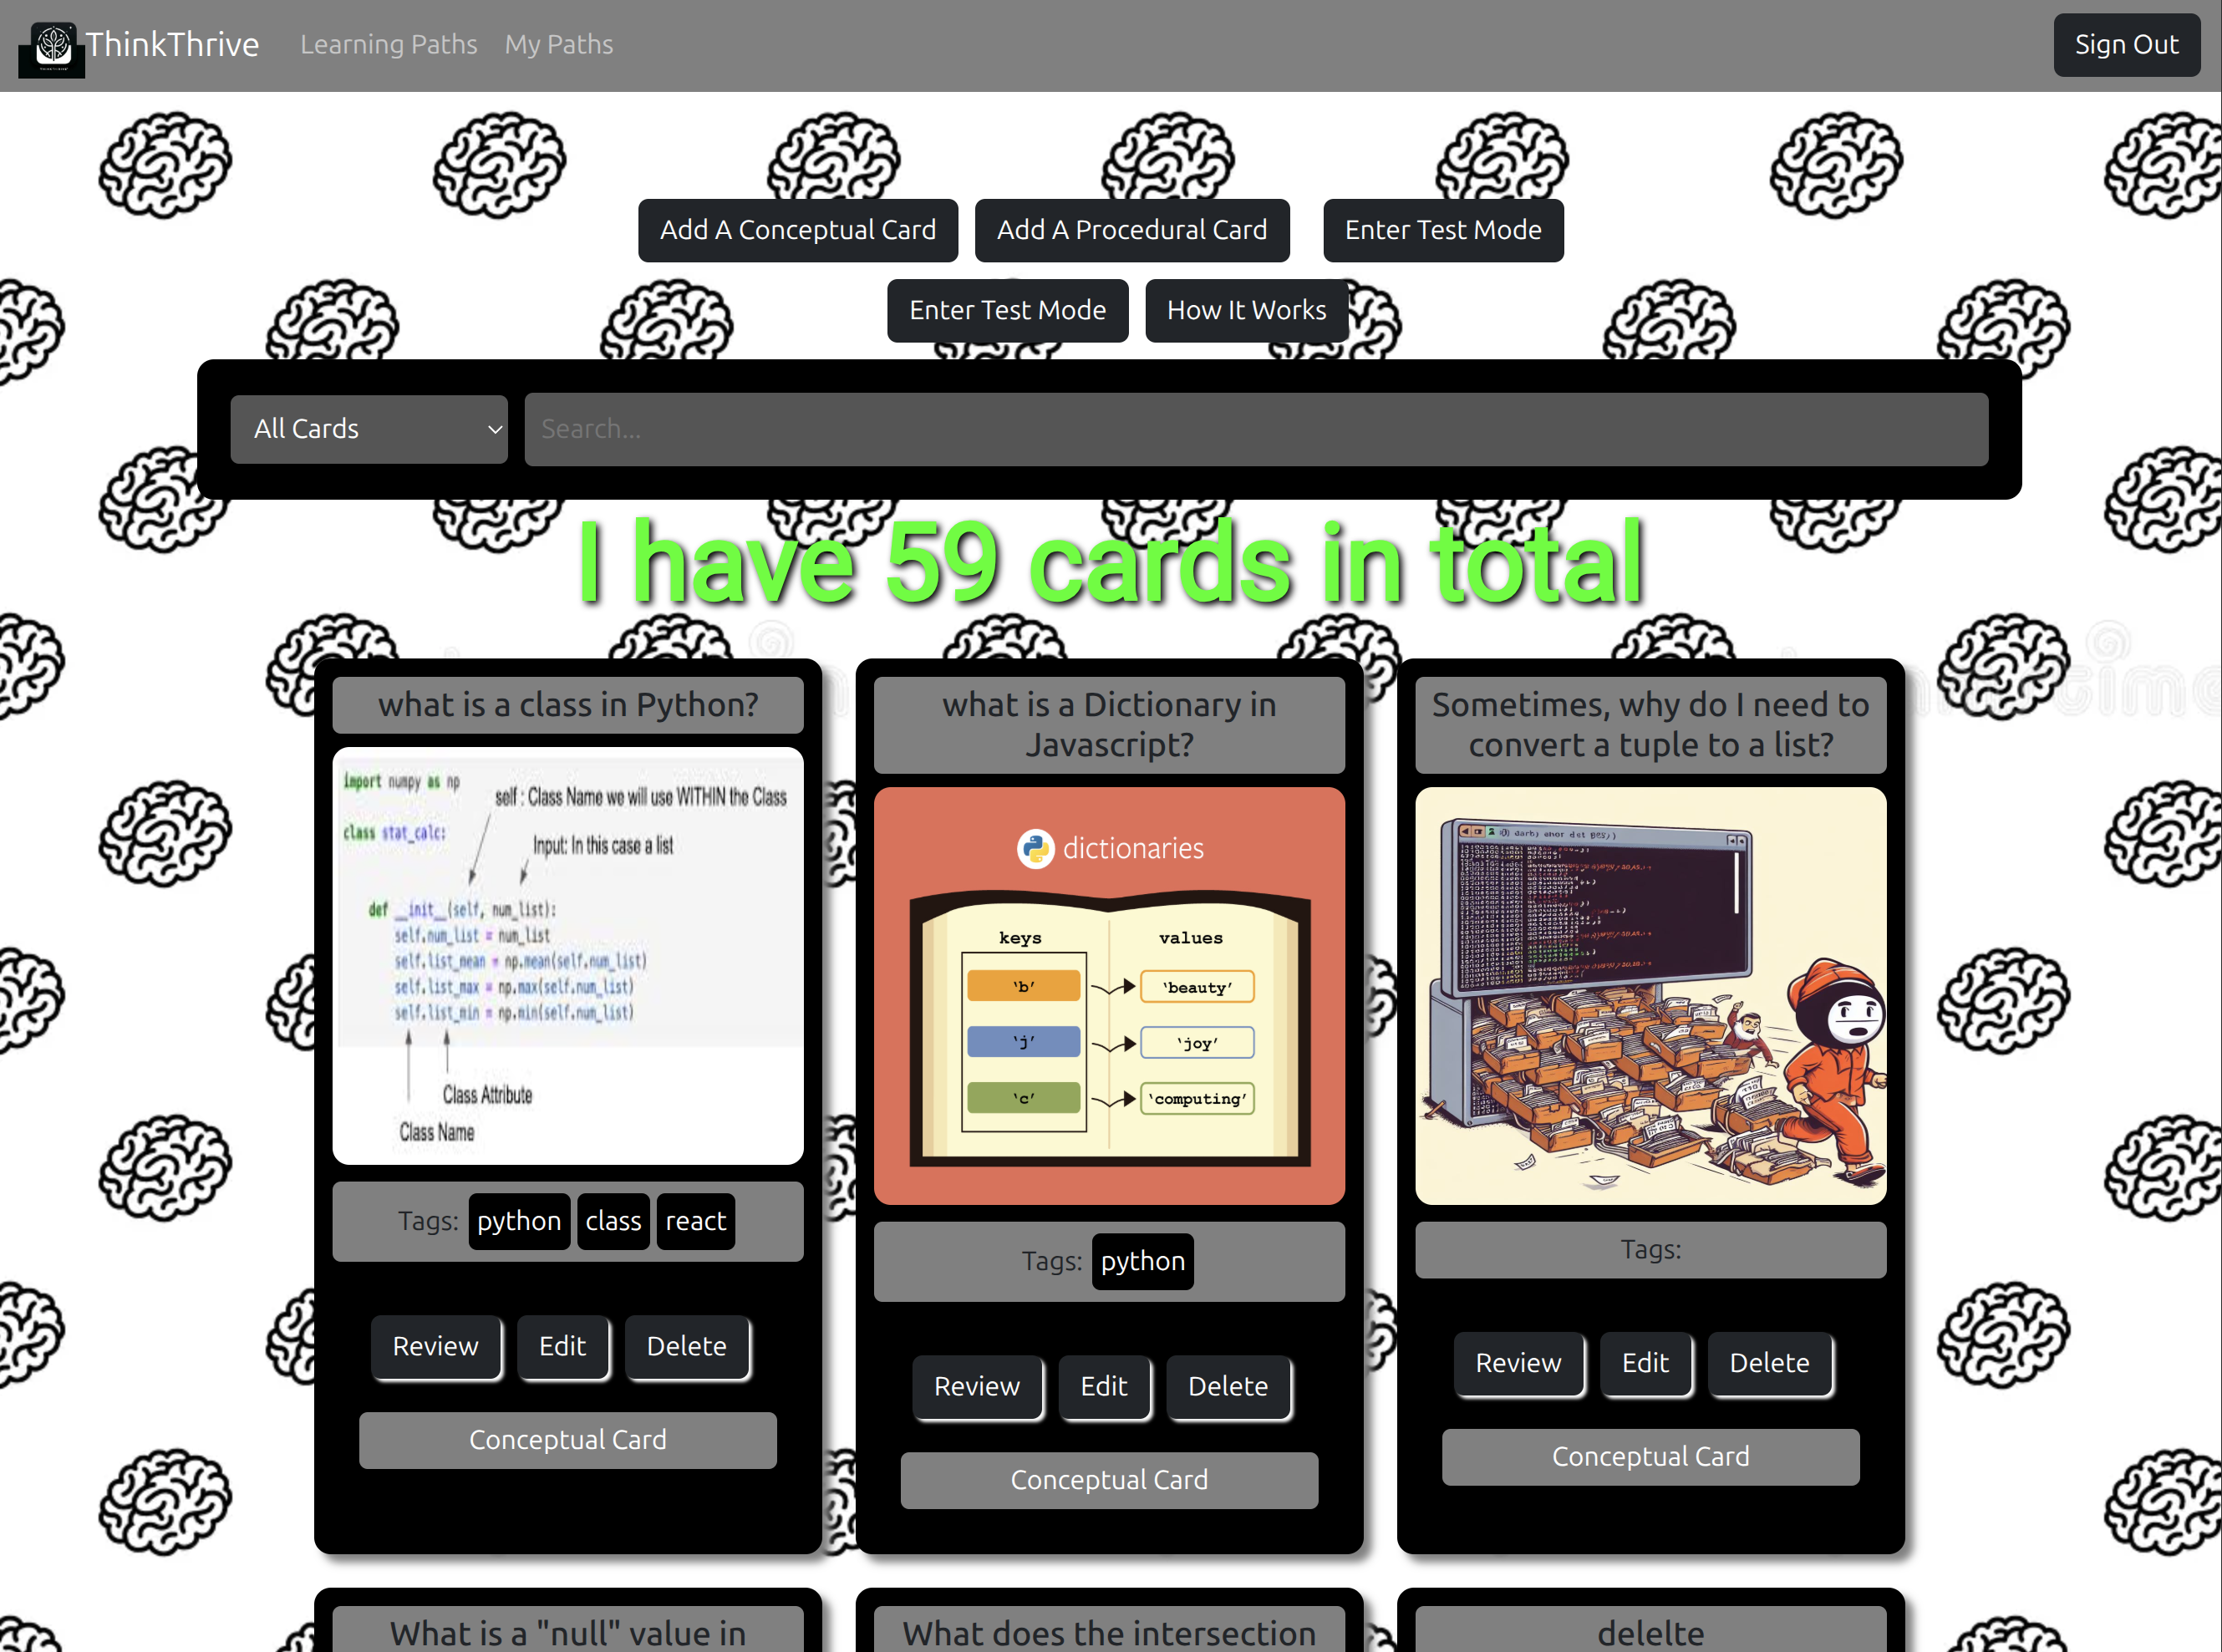 ThinkThrive
Learning Paths
My Paths
Sign Out
Add A Conceptual Card
Add A Procedural Card
Enter Test Mode
Enter Test Mode
How It Works
All Cards
Search...
I have 59 cards in total
what is a class in Python?
import numpy as np
self : Class Name we will use WITHIN the Class
class stat_calc:
Input: In this case a list
def __init__(self, num_list):
self.num_list = num_list
self.list_mean = np.mean(self.num_list)
self.list_max = np.max(self.num_list)
self.list_min = np.min(self.num_list)
Class Attribute
Class Name
Tags: python class react
Review
Edit
Delete
Conceptual Card
what is a Dictionary in
Javascript?
dictionaries
keys
values
'b'
'beauty'
'j'
'joy'
'c'
'computing'
Tags: python
Review
Edit
Delete
Conceptual Card
Sometimes, why do I need to
convert a tuple to a list?
Tags:
Review
Edit
Delete
Conceptual Card
What is a "null" value in
What does the intersection
delelte